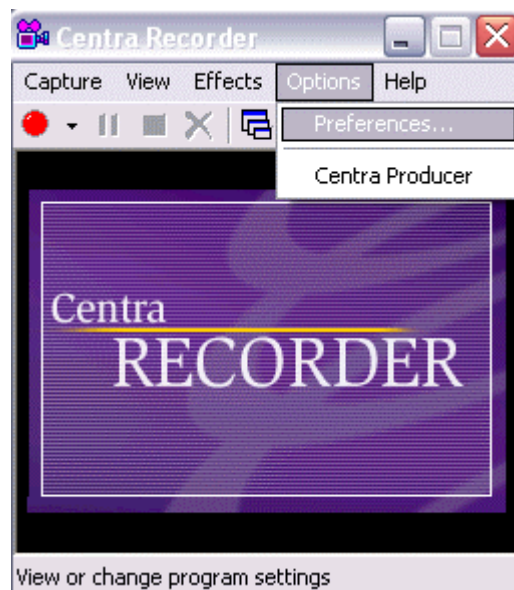 Centra Recorder
Capture View Effects Options Help
Preferences...
Centra Producer
Centra
RECORDER
View or change program settings